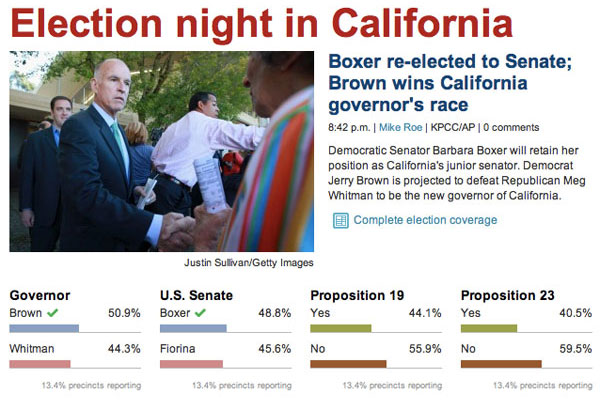 Election night in California
Boxer re-elected to Senate;
Brown wins California
governor's race
8:42 p.m. | Mike Roe | KPCC/AP | 0 comments
Democratic Senator Barbara Boxer will retain her
position as California's junior senator. Democrat
Jerry Brown is projected to defeat Republican Meg
Whitman to be the new governor of California.
Complete election coverage
Justin Sullivan/Getty Images
Governor
Brown ✓ 50.9%
Whitman 44.3%
13.4% precincts reporting
U.S. Senate
Boxer ✓ 48.8%
Fiorina 45.6%
13.4% precincts reporting
Proposition 19
Yes 44.1%
No 55.9%
13.4% precincts reporting
Proposition 23
Yes 40.5%
No 59.5%
13.4% precincts reporting